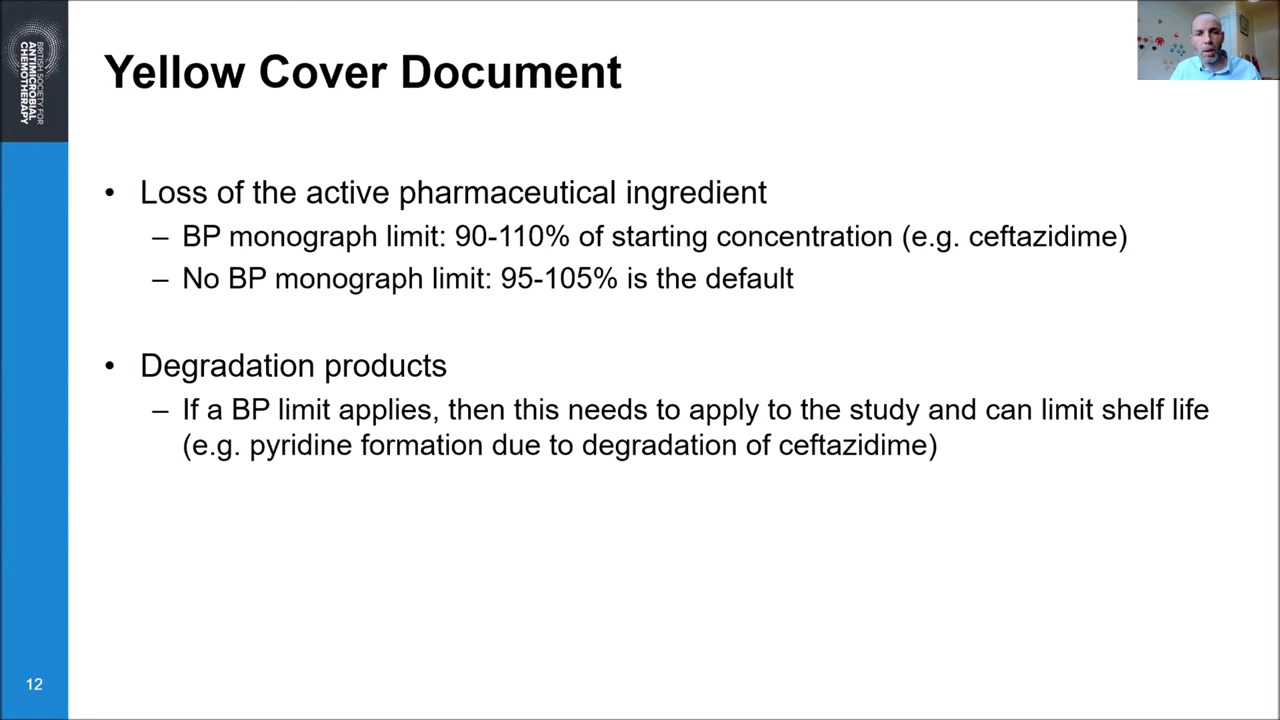 BRITISH SOCIETY FOR
ANTIMICROBIAL
CHEMOTHERAPY
Yellow Cover Document
• Loss of the active pharmaceutical ingredient
– BP monograph limit: 90-110% of starting concentration (e.g. ceftazidime)
– No BP monograph limit: 95-105% is the default
• Degradation products
– If a BP limit applies, then this needs to apply to the study and can limit shelf life
(e.g. pyridine formation due to degradation of ceftazidime)
12